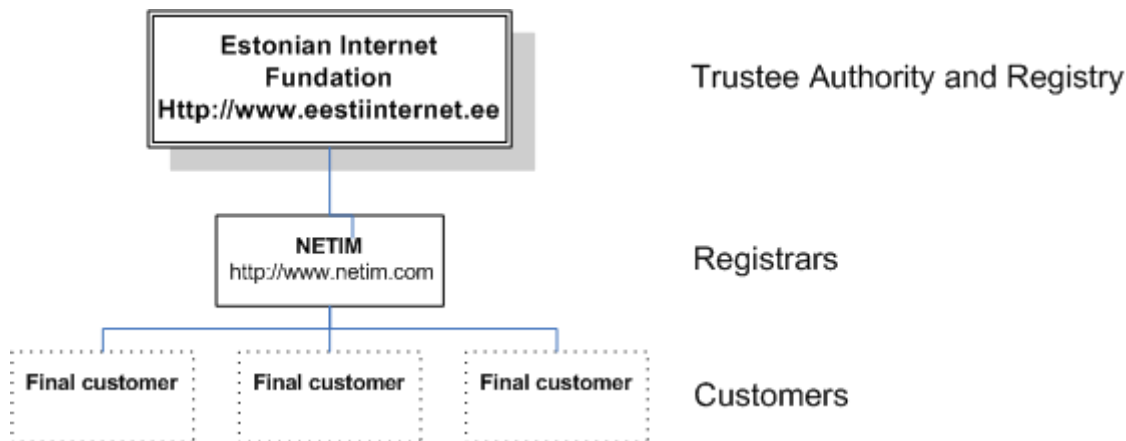 Estonian Internet
Fundation
Http://www.eestiinternet.ee
Trustee Authority and Registry
NETIM
http://www.netim.com
Registrars
Final customer
Final customer
Final customer
Customers